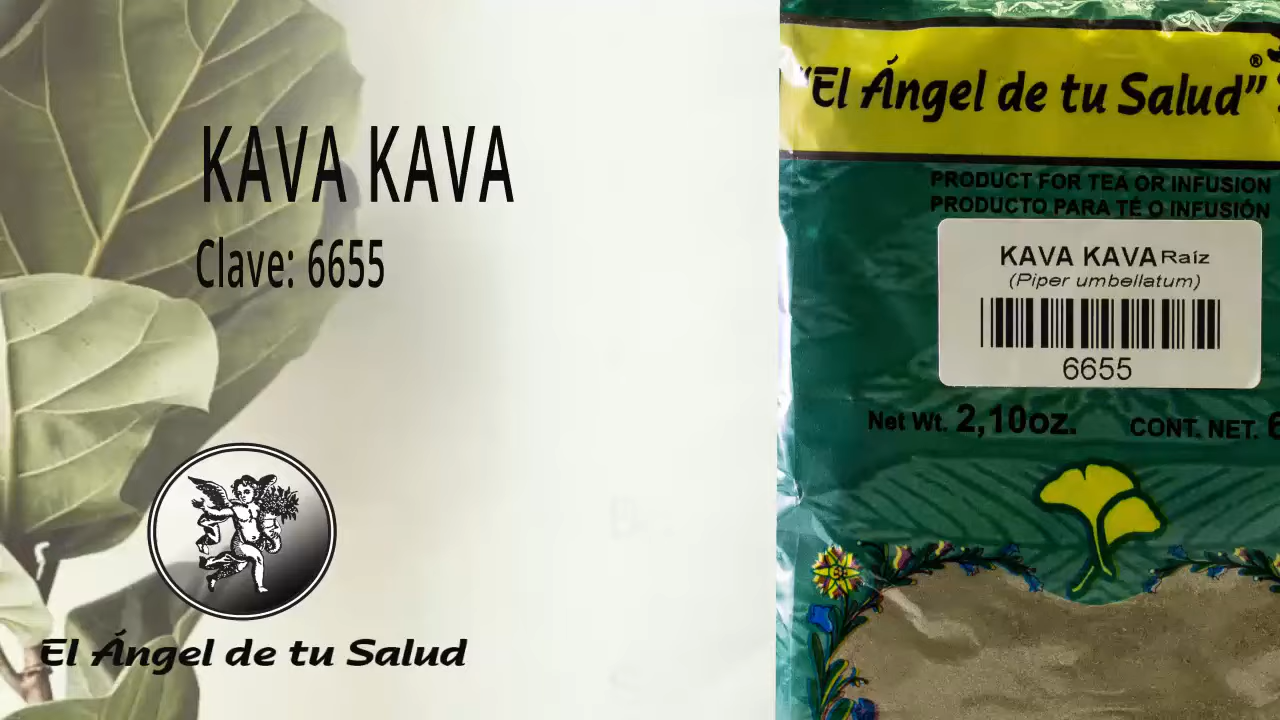 KAVA KAVA
Clave: 6655
El Ángel de tu Salud
"El Ángel de tu Salud"®
PRODUCT FOR TEA OR INFUSION
PRODUCTO PARA TÉ O INFUSIÓN
KAVA KAVA Raíz
(Piper umbellatum)
6655
Net Wt. 2,10oz. CONT. NET. 6